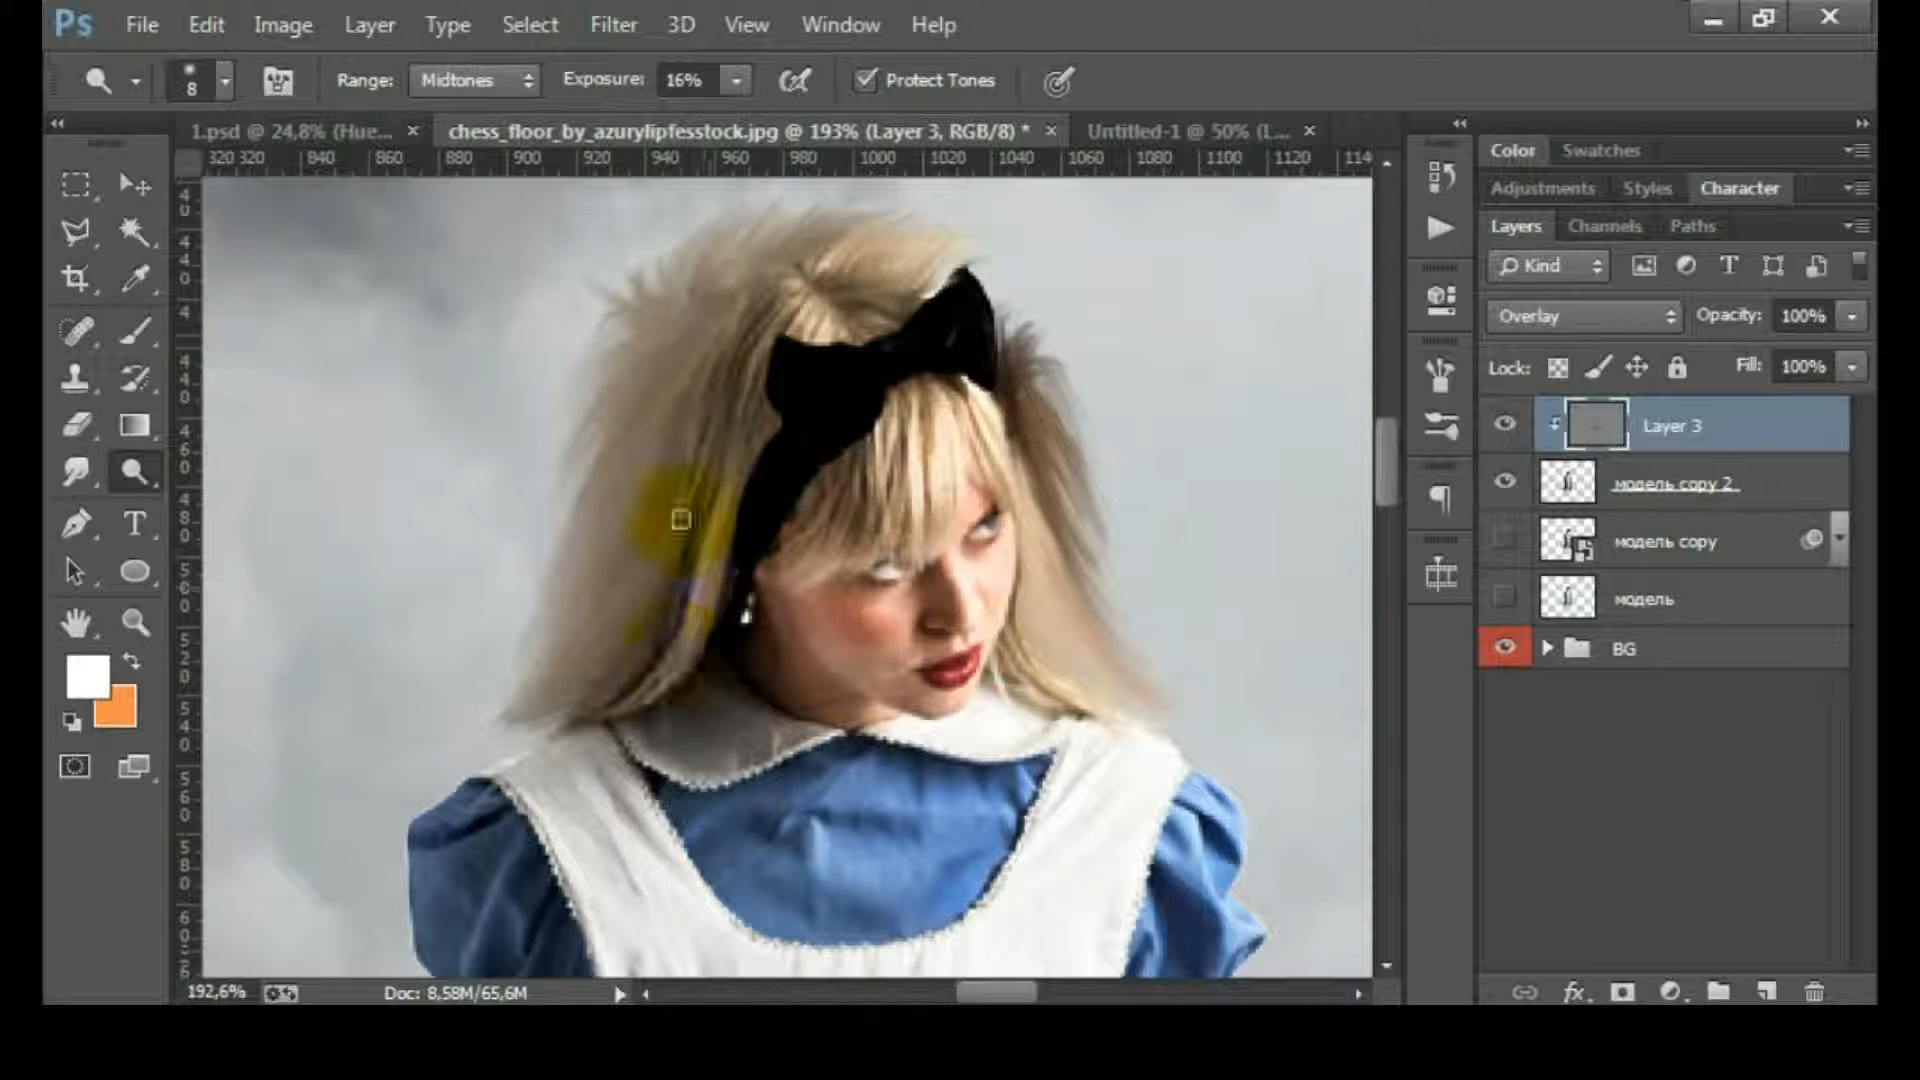 Ps File Edit Image Layer Type Select Filter 3D View Window Help
8 Range: Midtones Exposure: 16% Protect Tones
1.psd @ 24,8% (Hue... × chess_floor_by_azurylipfesstock.jpg @ 193% (Layer 3, RGB/8) * × Untitled-1 @ 50% (L... ×
320 320 840 860 880 900 920 940 960 980 1000 1020 1040 1060 1080 1100 1120 114
Color Swatches
Adjustments Styles Character
Layers Channels Paths
Kind
Overlay Opacity: 100%
Lock: Fill: 100%
Layer 3
модель copy 2
модель copy
модель
BG
192,6% Doc: 8,58M/65,6M
fx